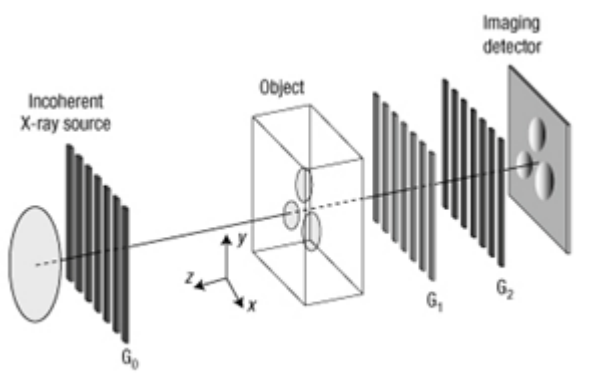 Imaging
detector
Object
Incoherent
X-ray source
y
z
x
G1
G2
G0